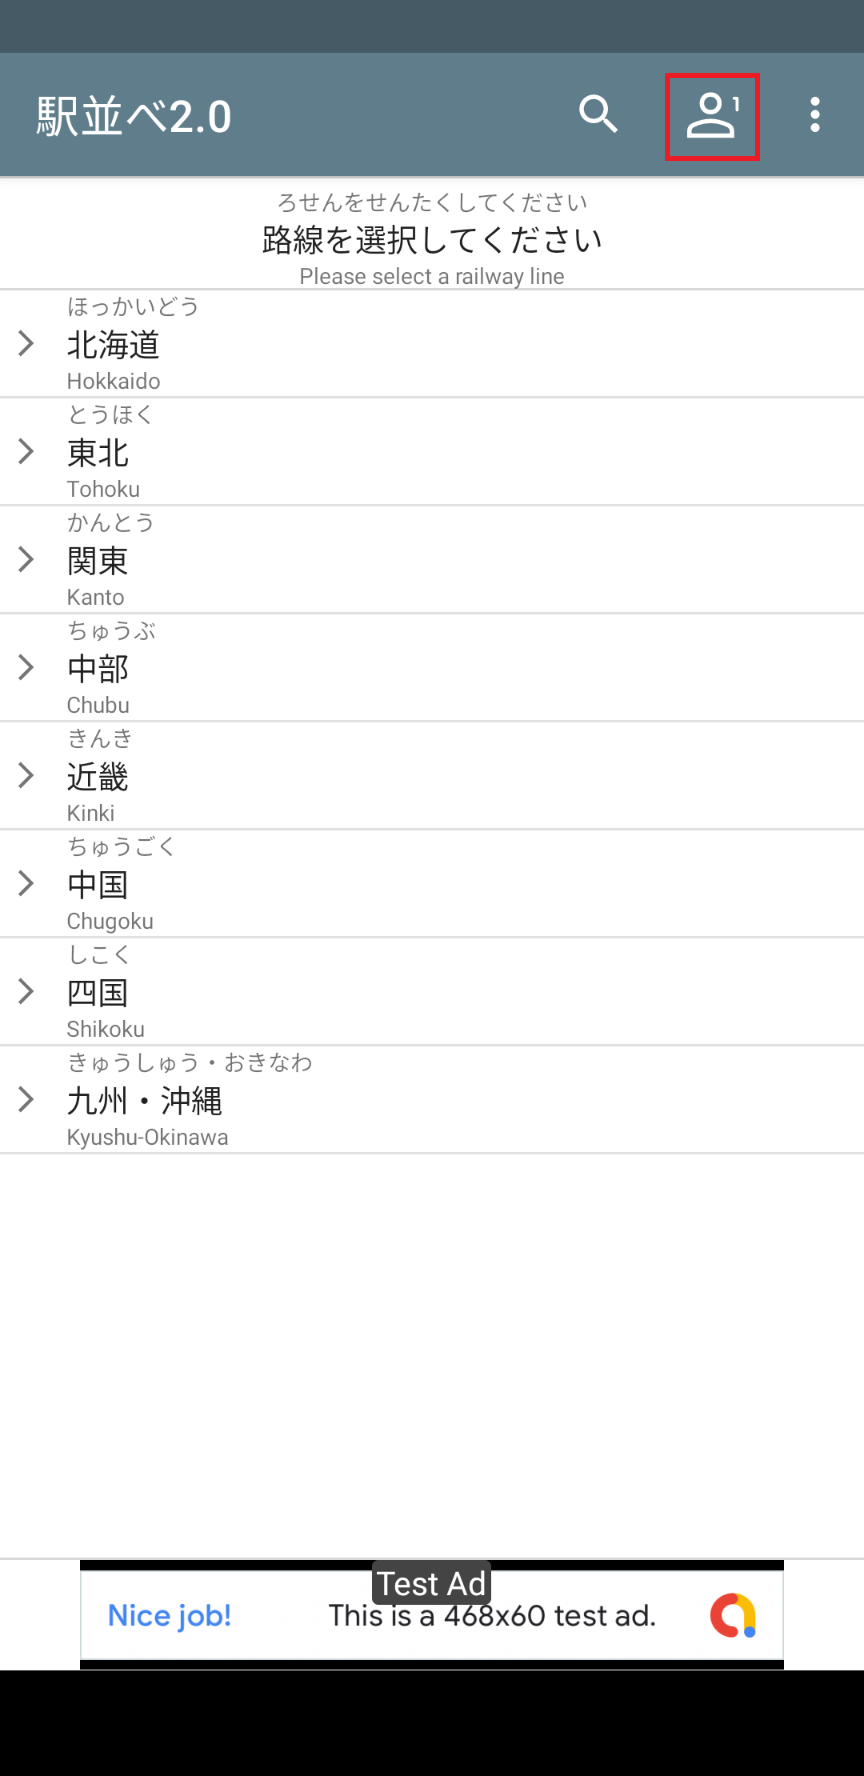 駅並べ2.0
1
ろせんをせんたくしてください
路線を選択してください
Please select a railway line
ほっかいどう
北海道
Hokkaido
とうほく
東北
Tohoku
かんとう
関東
Kanto
ちゅうぶ
中部
Chubu
きんき
近畿
Kinki
ちゅうごく
中国
Chugoku
しこく
四国
Shikoku
きゅうしゅう・おきなわ
九州・沖縄
Kyushu-Okinawa
Test Ad
Nice job! This is a 468x60 test ad.